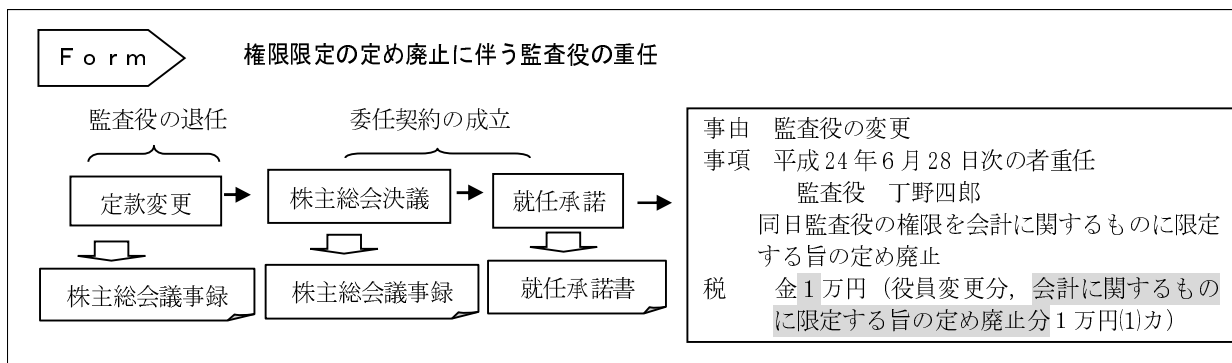 Ｆｏｒｍ
権限限定の定め廃止に伴う監査役の重任
監査役の退任
委任契約の成立
定款変更
株主総会決議
就任承諾
株主総会議事録
株主総会議事録
就任承諾書
事由　監査役の変更
事項　平成24年6月28日次の者重任
監査役　丁野四郎
同日監査役の権限を会計に関するものに限定
する旨の定め廃止
税　　金1万円（役員変更分，会計に関するもの
に限定する旨の定め廃止分1万円⑴カ）